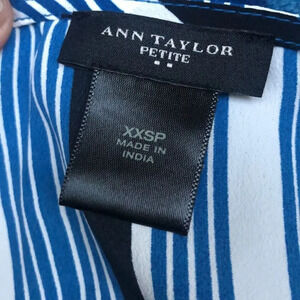 ANN TAYLOR
PETITE
XXSP
MADE IN
INDIA